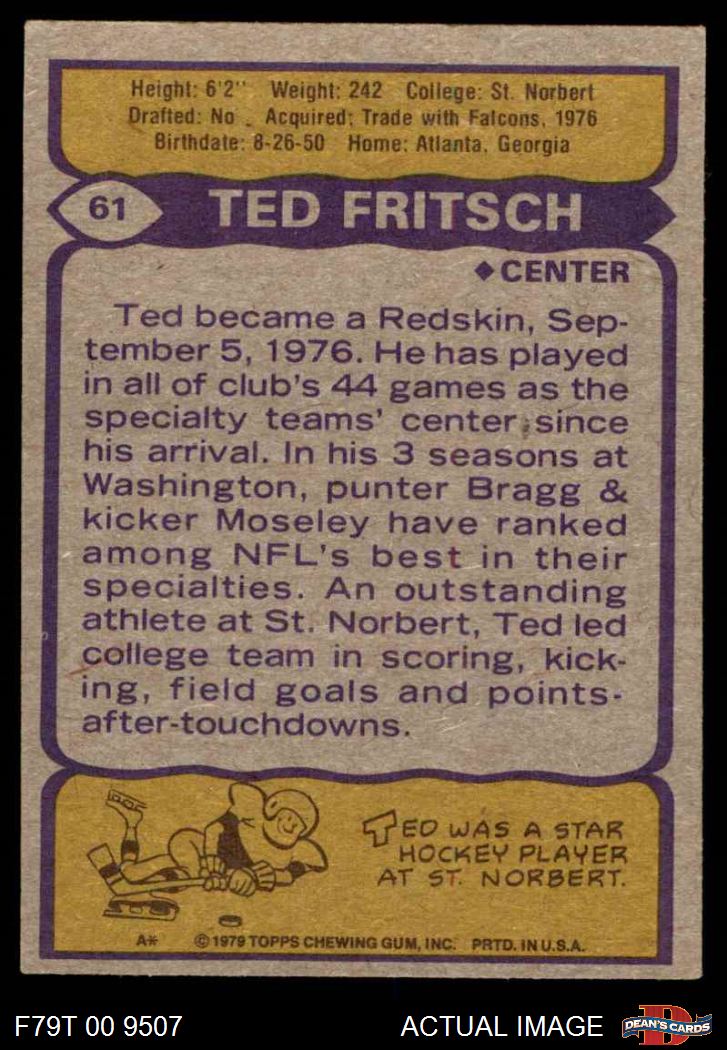 Height: 6'2" Weight: 242 College: St. Norbert
Drafted: No Acquired: Trade with Falcons, 1976
Birthdate: 8-26-50 Home: Atlanta, Georgia
61 TED FRITSCH
◆CENTER
Ted became a Redskin, Sep-
tember 5, 1976. He has played
in all of club's 44 games as the
specialty teams' center since
his arrival. In his 3 seasons at
Washington, punter Bragg &
kicker Moseley have ranked
among NFL's best in their
specialties. An outstanding
athlete at St. Norbert, Ted led
college team in scoring, kick-
ing, field goals and points-
after-touchdowns.
TED WAS A STAR
HOCKEY PLAYER
AT ST. NORBERT.
A* ©1979 TOPPS CHEWING GUM, INC. PRTD. IN U.S.A.
F79T 00 9507 ACTUAL IMAGE D DEAN'S CARDS